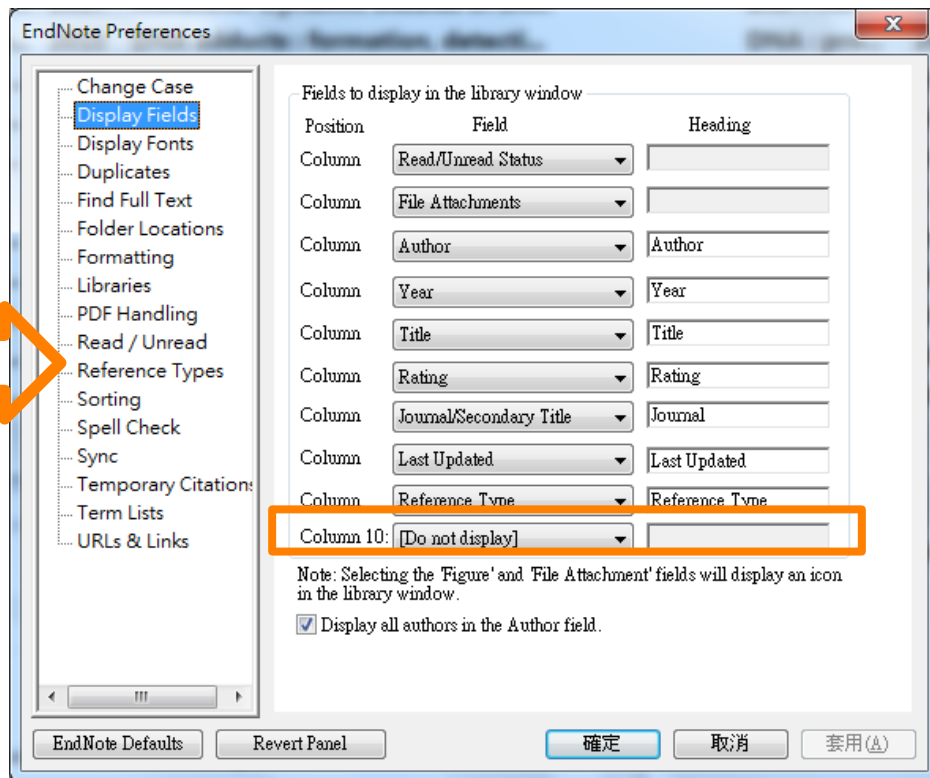 EndNote Preferences
Change Case
Display Fields
Display Fonts
Duplicates
Find Full Text
Folder Locations
Formatting
Libraries
PDF Handling
Read / Unread
Reference Types
Sorting
Spell Check
Sync
Temporary Citation
Term Lists
URLs & Links
Fields to display in the library window
Position Field Heading
Column Read/Unread Status
Column File Attachments
Column Author Author
Column Year Year
Column Title Title
Column Rating Rating
Column Journal/Secondary Title Journal
Column Last Updated Last Updated
Column Reference Type Reference Type
Column 10: [Do not display]
Note: Selecting the 'Figure' and 'File Attachment' fields will display an icon
in the library window.
Display all authors in the Author field.
EndNote Defaults Revert Panel 確定 取消 套用(A)